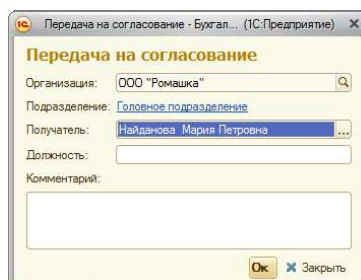 Передача на согласование - Бухгал... (1С:Предприятие)
Передача на согласование
Организация: ООО "Ромашка"
Подразделение: Головное подразделение
Получатель: Найданова Мария Петровна ...
Должность:
Комментарий:
Ок Закрыть